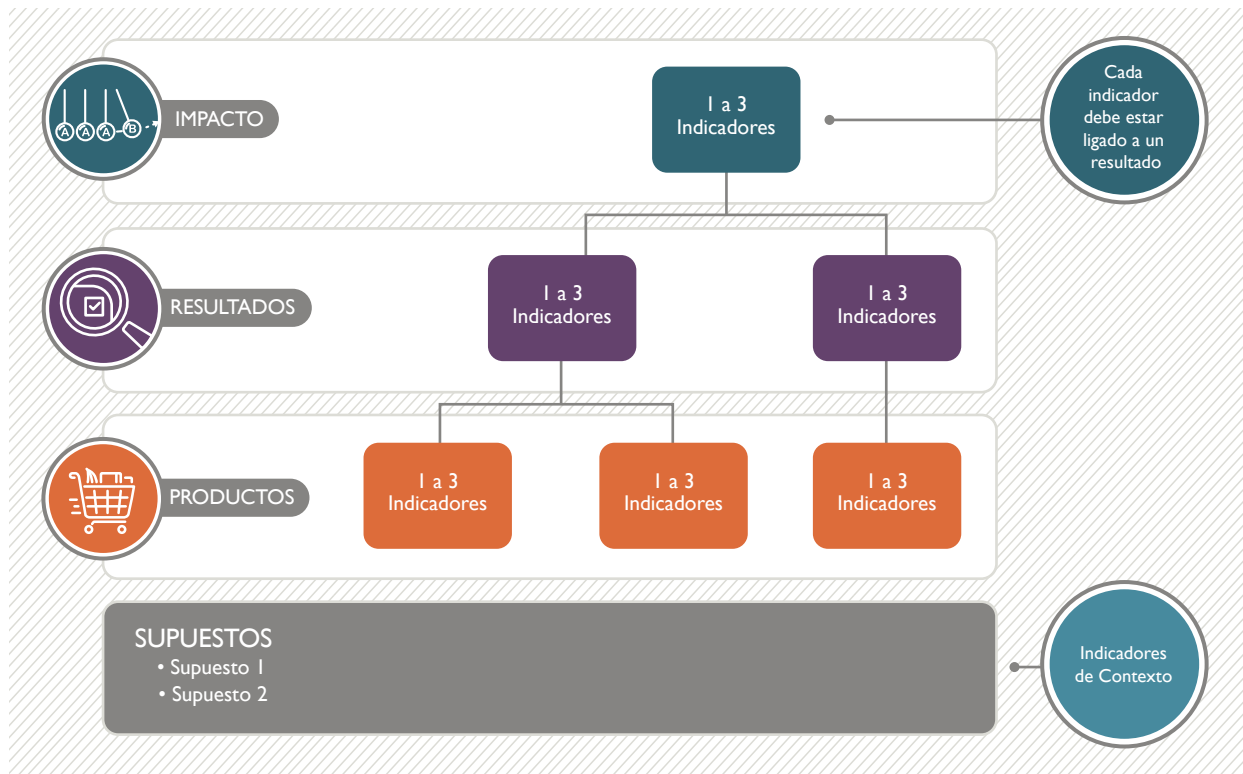 IMPACTO
A A A B
1 a 3
Indicadores
Cada
indicador
debe estar
ligado a un
resultado
RESULTADOS
1 a 3
Indicadores
1 a 3
Indicadores
PRODUCTOS
1 a 3
Indicadores
1 a 3
Indicadores
1 a 3
Indicadores
SUPUESTOS
• Supuesto 1
• Supuesto 2
Indicadores
de Contexto